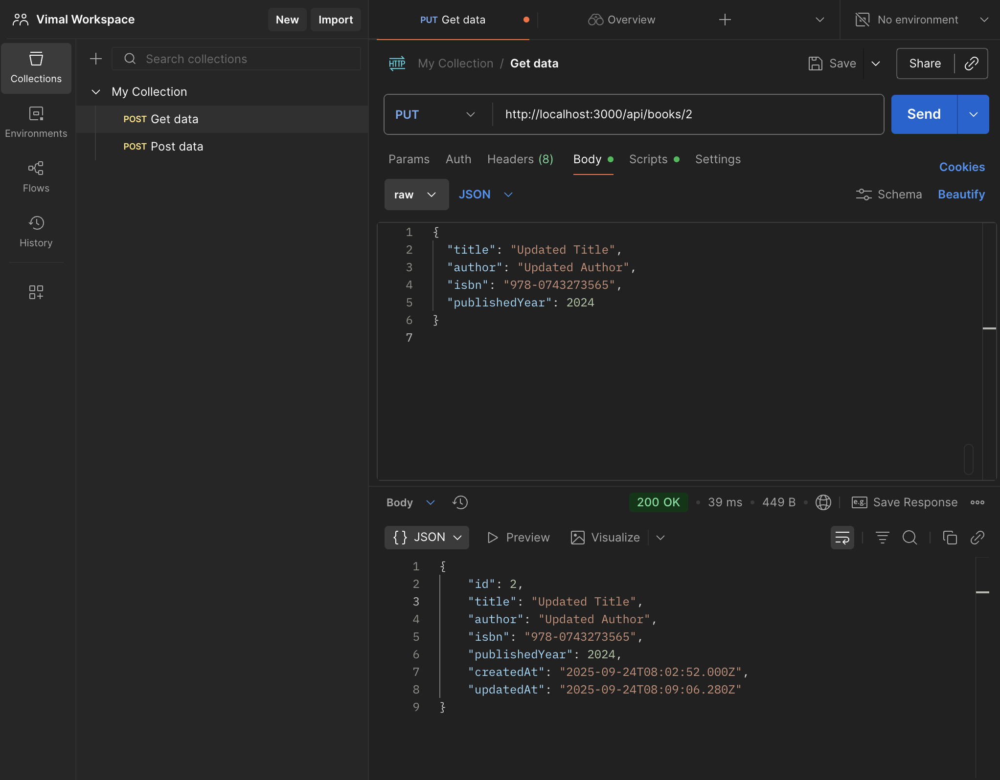 Vimal Workspace
New
Import
PUT Get data
Overview
No environment
Collections
Environments
Flows
History
Search collections
My Collection
POST Get data
POST Post data
HTTP
My Collection / Get data
Save
Share
PUT
http://localhost:3000/api/books/2
Send
Params
Auth
Headers (8)
Body
Scripts
Settings
Cookies
raw
JSON
Schema
Beautify
1 {
2 "title": "Updated Title",
3 "author": "Updated Author",
4 "isbn": "978-0743273565",
5 "publishedYear": 2024
6 }
7
Body
200 OK
39 ms
449 B
e.g.
Save Response
{} JSON
Preview
Visualize
1 {
2 "id": 2,
3 "title": "Updated Title",
4 "author": "Updated Author",
5 "isbn": "978-0743273565",
6 "publishedYear": 2024,
7 "createdAt": "2025-09-24T08:02:52.000Z",
8 "updatedAt": "2025-09-24T08:09:06.280Z"
9 }